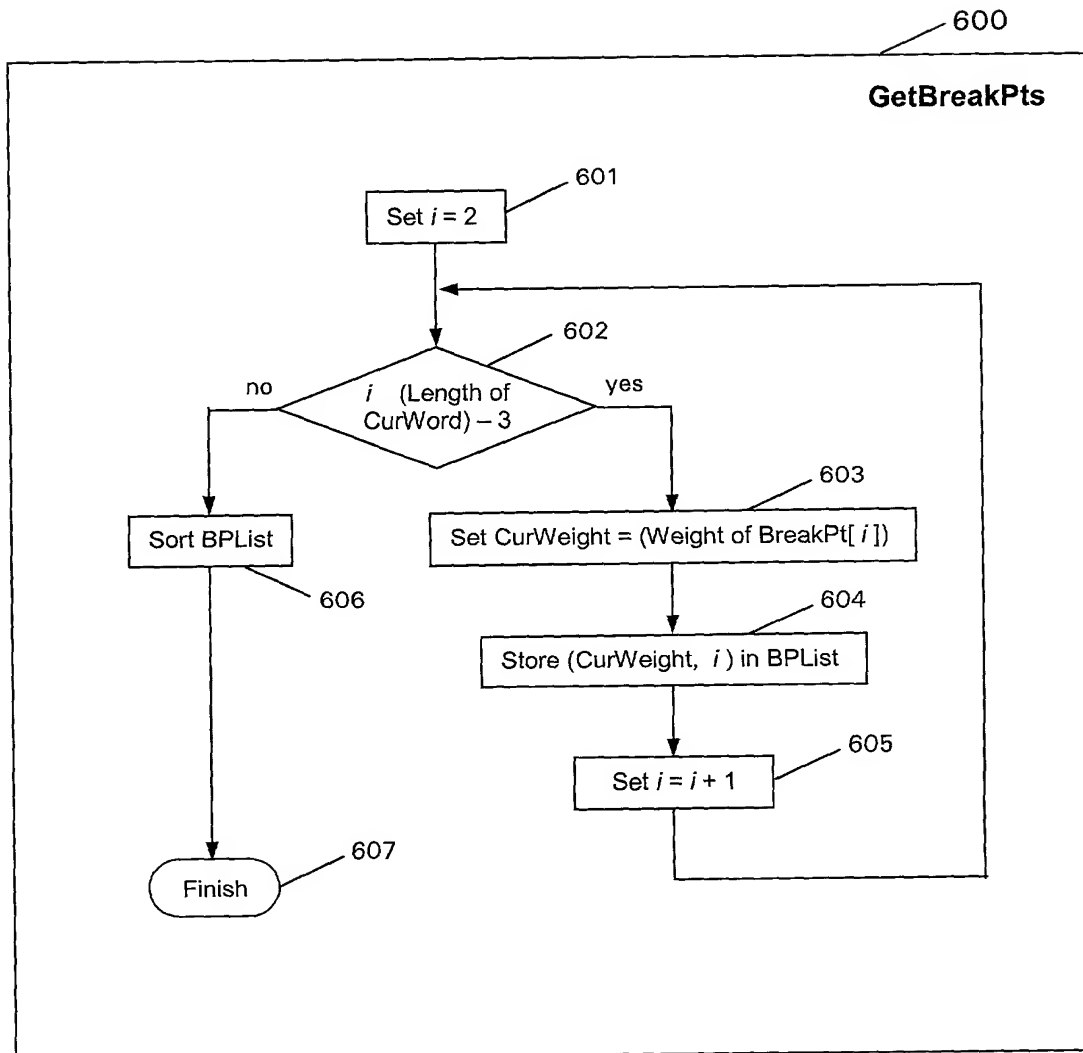 600
GetBreakPts
601
Set i = 2
602
no
yes
i (Length of
CurWord) – 3
603
Set CurWeight = (Weight of BreakPt[ i ])
Sort BPList
606
604
Store (CurWeight, i ) in BPList
605
Set i = i + 1
607
Finish